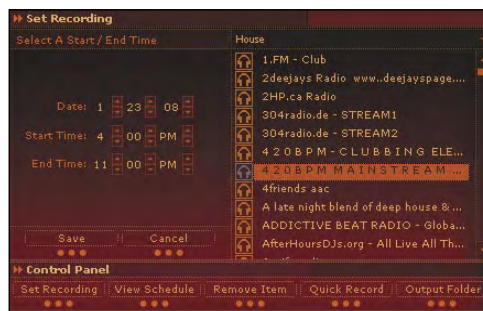 Set Recording
Select A Start / End Time
Date: 1 23 08
Start Time: 4 00 PM
End Time: 11 00 PM
Save || Cancel
House
1.FM - Club
2deejays Radio www..deejayspage....
2HP.ca Radio
304radio.de - STREAM1
304radio.de - STREAM2
4 2 0 B P M - C L U B B I N G ELE...
4 2 0 B P M M A I N S T R E A M ...
4friends aac
A late night blend of deep house & ...
ADDICTIVE BEAT RADIO - Globa...
AfterHoursDJs.org - All Live All Th...
Control Panel
Set Recording || View Schedule || Remove Item || Quick Record || Output Folder